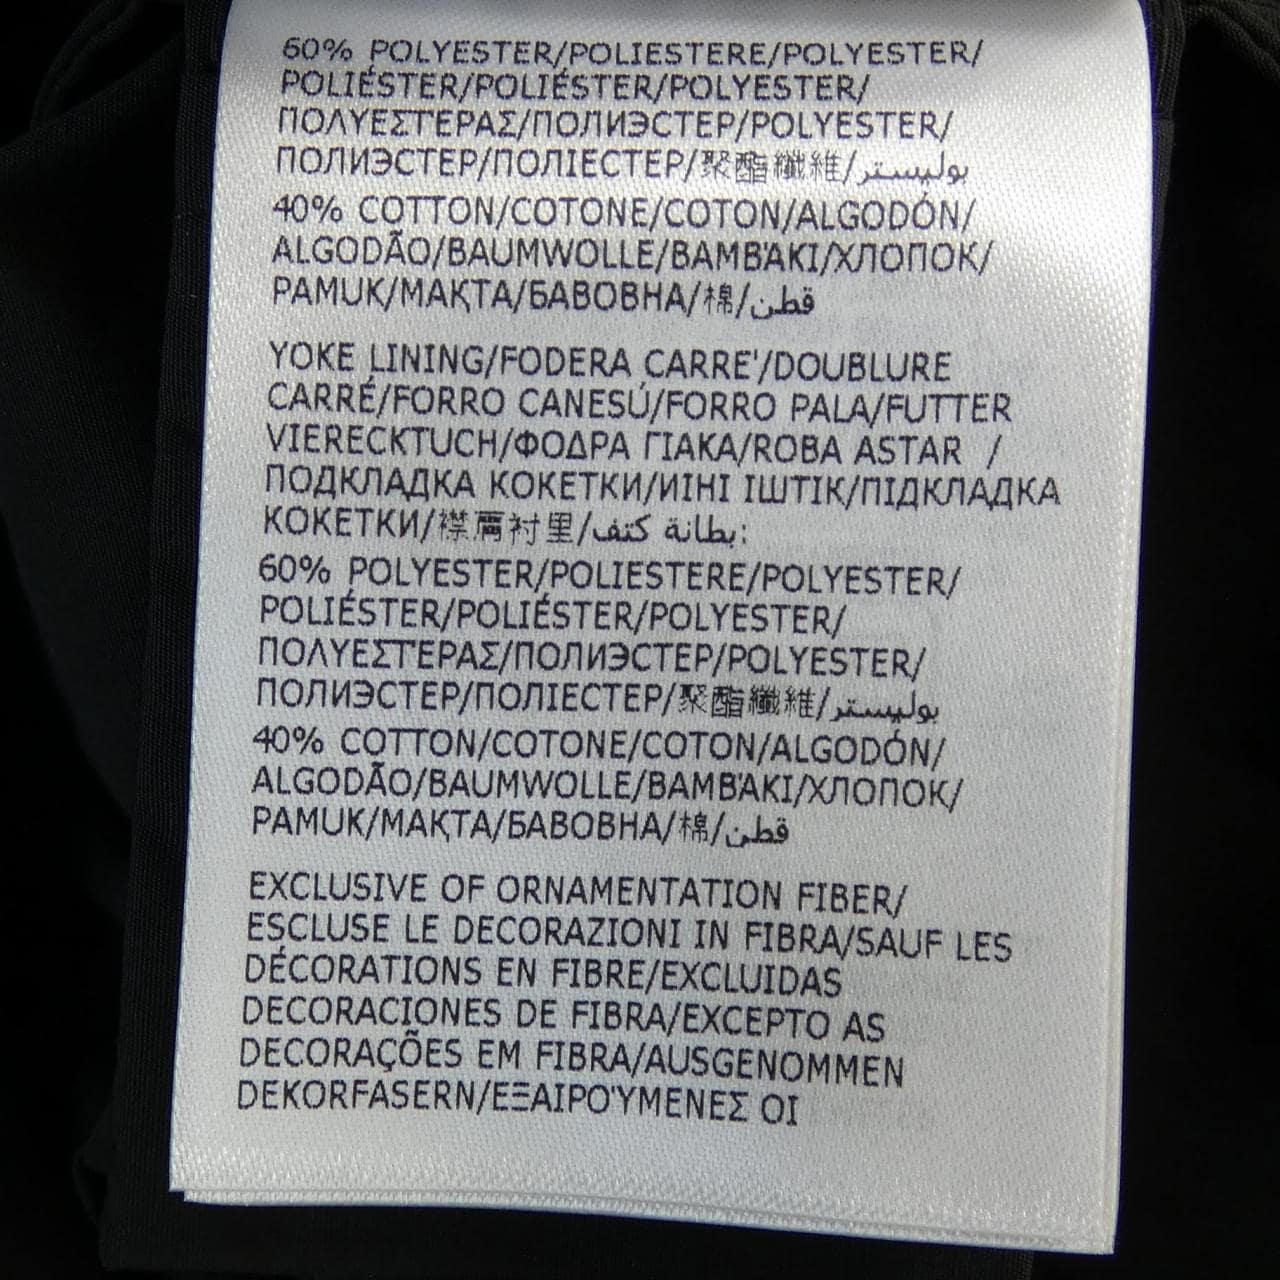 60% POLYESTER/POLIESTERE/POLYESTER/
POLIÉSTER/POLIÉSTER/POLYESTER/
ΠΟΛΥΕΣΤΕΡΑΣ/ПОЛИЭСТЕР/POLYESTER/
ПОЛИЭСТЕР/ПОЛІЕСТЕР/聚酯纖維/بوليستر
40% COTTON/COTONE/COTON/ALGODÓN/
ALGODÃO/BAUMWOLLE/ΒΑΜΒΆΚΙ/ХЛОПОК/
PAMUK/МАҚТА/БАВОВНА/棉/قطن
YOKE LINING/FODERA CARRE'/DOUBLURE
CARRÉ/FORRO CANESÚ/FORRO PALA/FUTTER
VIERECKTUCH/ΦΟΔΡΑ ΓΙΑΚΑ/ROBA ASTAR /
ПОДКЛАДКА КОКЕТКИ/ИІНІ ІШТІК/ПІДКЛАДКА
КОКЕТКИ/襟肩衬里/بطانة كتف:
60% POLYESTER/POLIESTERE/POLYESTER/
POLIÉSTER/POLIÉSTER/POLYESTER/
ΠΟΛΥΕΣΤΕΡΑΣ/ПОЛИЭСТЕР/POLYESTER/
ПОЛИЭСТЕР/ПОЛІЕСТЕР/聚酯纖維/بوليستر
40% COTTON/COTONE/COTON/ALGODÓN/
ALGODÃO/BAUMWOLLE/ΒΑΜΒΆΚΙ/ХЛОПОК/
PAMUK/МАҚТА/БАВОВНА/棉/قطن
EXCLUSIVE OF ORNAMENTATION FIBER/
ESCLUSE LE DECORAZIONI IN FIBRA/SAUF LES
DÉCORATIONS EN FIBRE/EXCLUIDAS
DECORACIONES DE FIBRA/EXCEPTO AS
DECORAÇÕES EM FIBRA/AUSGENOMMEN
DEKORFASERN/ΕΞΑΙΡΟΎΜΕΝΕΣ ΟΙ